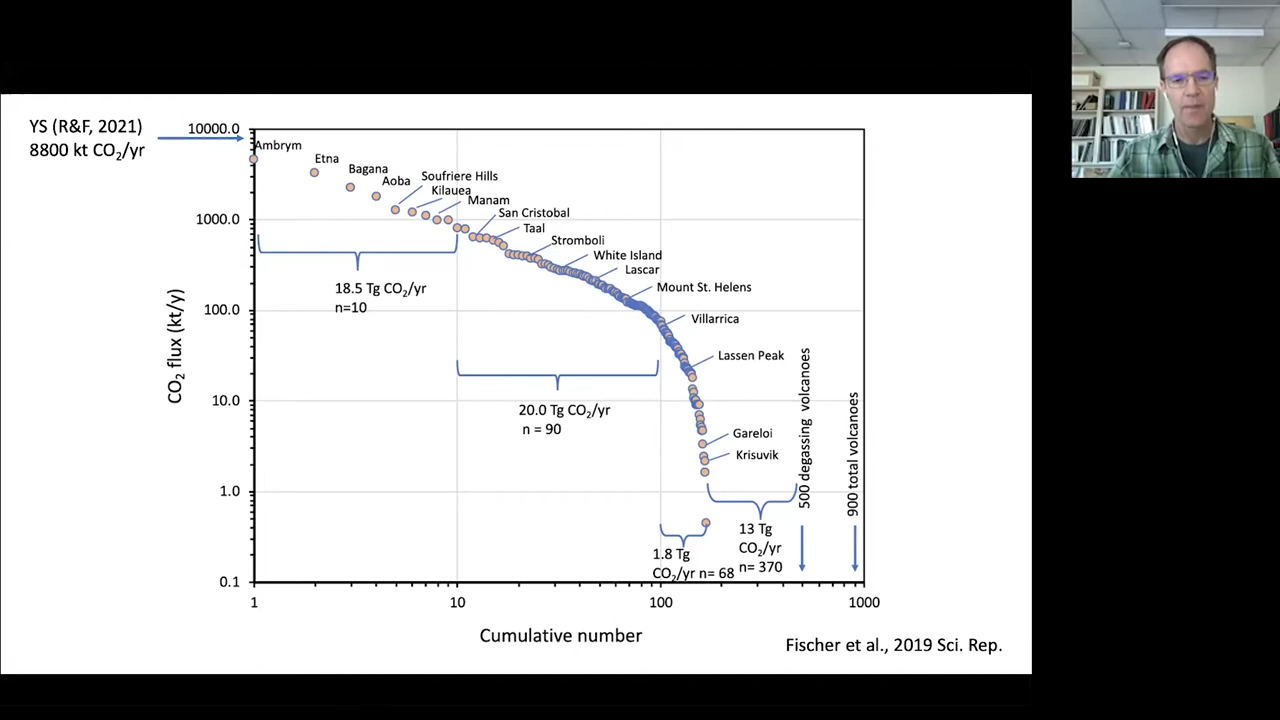 YS (R&F, 2021)
8800 kt CO₂/yr
10000.0
1000.0
100.0
10.0
1.0
0.1
CO₂ flux (kt/y)
Ambrym
Etna
Bagana
Aoba
Soufriere Hills
Kilauea
Manam
San Cristobal
Taal
Stromboli
White Island
Lascar
Mount St. Helens
Villarrica
Lassen Peak
Gareloi
Krisuvik
18.5 Tg CO₂/yr
n=10
20.0 Tg CO₂/yr
n = 90
1.8 Tg
CO₂/yr n= 68
13 Tg
CO₂/yr
n= 370
500 degassing volcanoes
900 total volcanoes
1
10
100
1000
Cumulative number
Fischer et al., 2019 Sci. Rep.